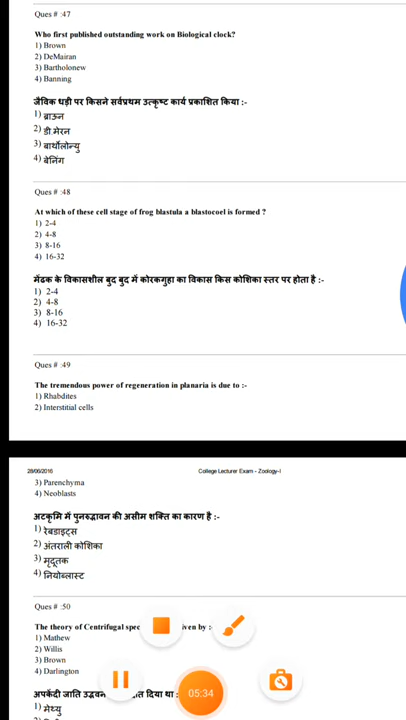 Ques # :47
Who first published outstanding work on Biological clock?
1) Brown
2) DeMairan
3) Bartholonew
4) Banning
जैविक घड़ी पर किसने सर्वप्रथम उत्कृष्ट कार्य प्रकाशित किया :-
1) ब्राऊन
2) डी.मेरन
3) बार्थोलोन्यु
4) बेनिंग
Ques # :48
At which of these cell stage of frog blastula a blastocoel is formed ?
1) 2-4
2) 4-8
3) 8-16
4) 16-32
मेंढक के विकासशील बुद बुद में कोरकगुहा का विकास किस कोशिका स्तर पर होता है :-
1) 2-4
2) 4-8
3) 8-16
4) 16-32
Ques # :49
The tremendous power of regeneration in planaria is due to :-
1) Rhabdites
2) Interstitial cells
28/06/2016 College Lecturer Exam - Zoology-I
3) Parenchyma
4) Neoblasts
अटकृमि में पुनरुद्भावन की असीम शक्ति का कारण है :-
1) रेबडाइट्स
2) अंतराली कोशिका
3) मृदूतक
4) नियोब्लास्ट
Ques # :50
The theory of Centrifugal iven by :-
1) Mathew
2) Willis
3) Brown
4) Darlington
05:34
अपकेंदी जाति दिया था :
1) मेथ्यु